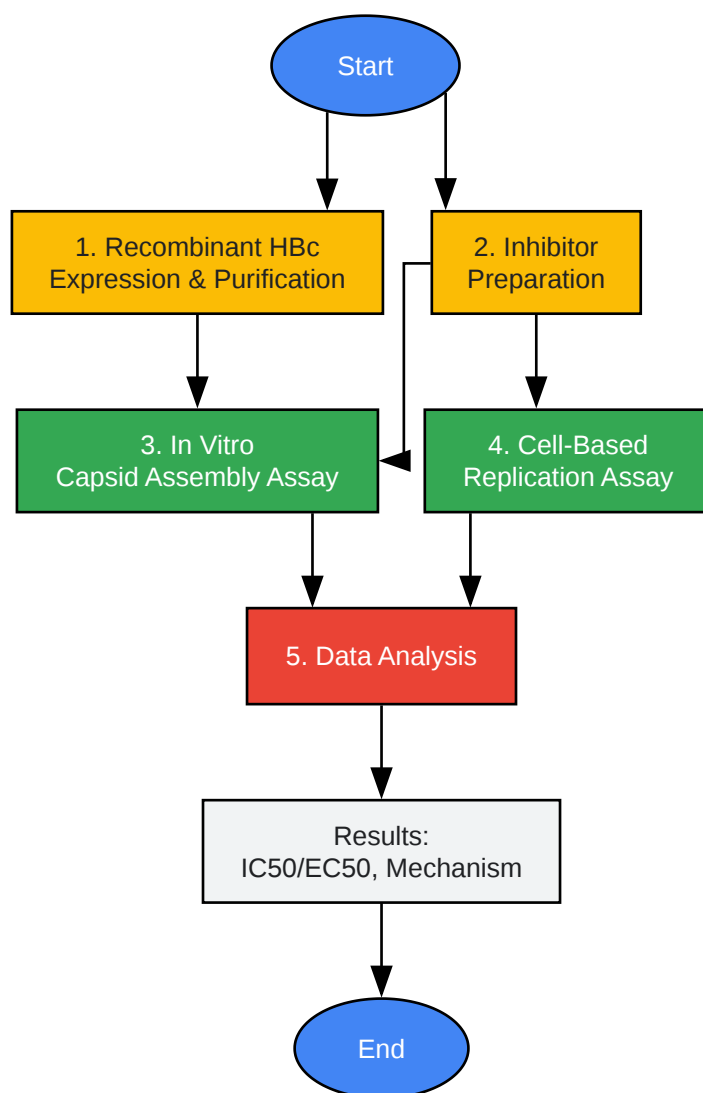 Start
1. Recombinant HBc
Expression & Purification
2. Inhibitor
Preparation
3. In Vitro
Capsid Assembly Assay
4. Cell-Based
Replication Assay
5. Data Analysis
Results:
IC50/EC50, Mechanism
End